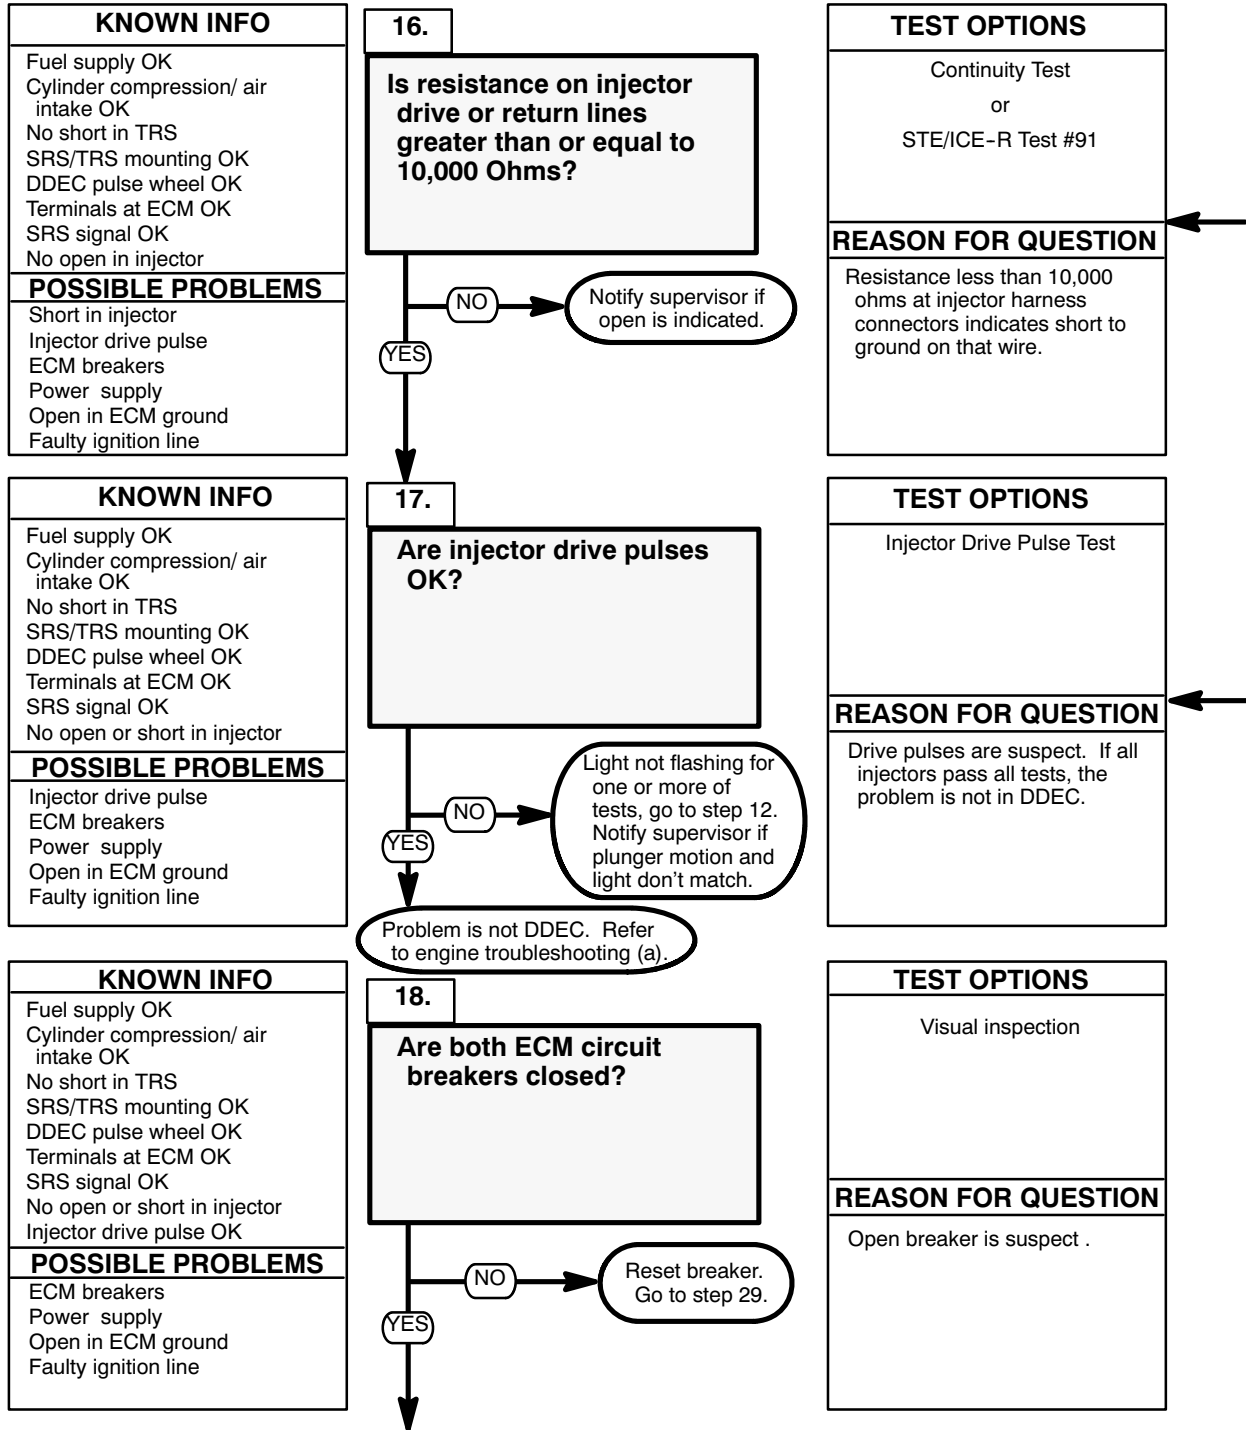 KNOWN INFO
Fuel supply OK
Cylinder compression/ air
intake OK
No short in TRS
SRS/TRS mounting OK
DDEC pulse wheel OK
Terminals at ECM OK
SRS signal OK
No open in injector
POSSIBLE PROBLEMS
Short in injector
Injector drive pulse
ECM breakers
Power supply
Open in ECM ground
Faulty ignition line
16.
Is resistance on injector
drive or return lines
greater than or equal to
10,000 Ohms?
NO
Notify supervisor if
open is indicated.
YES
TEST OPTIONS
Continuity Test
or
STE/ICE-R Test #91
REASON FOR QUESTION
Resistance less than 10,000
ohms at injector harness
connectors indicates short to
ground on that wire.
KNOWN INFO
Fuel supply OK
Cylinder compression/ air
intake OK
No short in TRS
SRS/TRS mounting OK
DDEC pulse wheel OK
Terminals at ECM OK
SRS signal OK
No open or short in injector
POSSIBLE PROBLEMS
Injector drive pulse
ECM breakers
Power supply
Open in ECM ground
Faulty ignition line
17.
Are injector drive pulses
OK?
NO
Light not flashing for
one or more of
tests, go to step 12.
Notify supervisor if
plunger motion and
light don't match.
YES
Problem is not DDEC. Refer
to engine troubleshooting (a).
TEST OPTIONS
Injector Drive Pulse Test
REASON FOR QUESTION
Drive pulses are suspect. If all
injectors pass all tests, the
problem is not in DDEC.
KNOWN INFO
Fuel supply OK
Cylinder compression/ air
intake OK
No short in TRS
SRS/TRS mounting OK
DDEC pulse wheel OK
Terminals at ECM OK
SRS signal OK
No open or short in injector
Injector drive pulse OK
POSSIBLE PROBLEMS
ECM breakers
Power supply
Open in ECM ground
Faulty ignition line
18.
Are both ECM circuit
breakers closed?
NO
Reset breaker.
Go to step 29.
YES
TEST OPTIONS
Visual inspection
REASON FOR QUESTION
Open breaker is suspect .